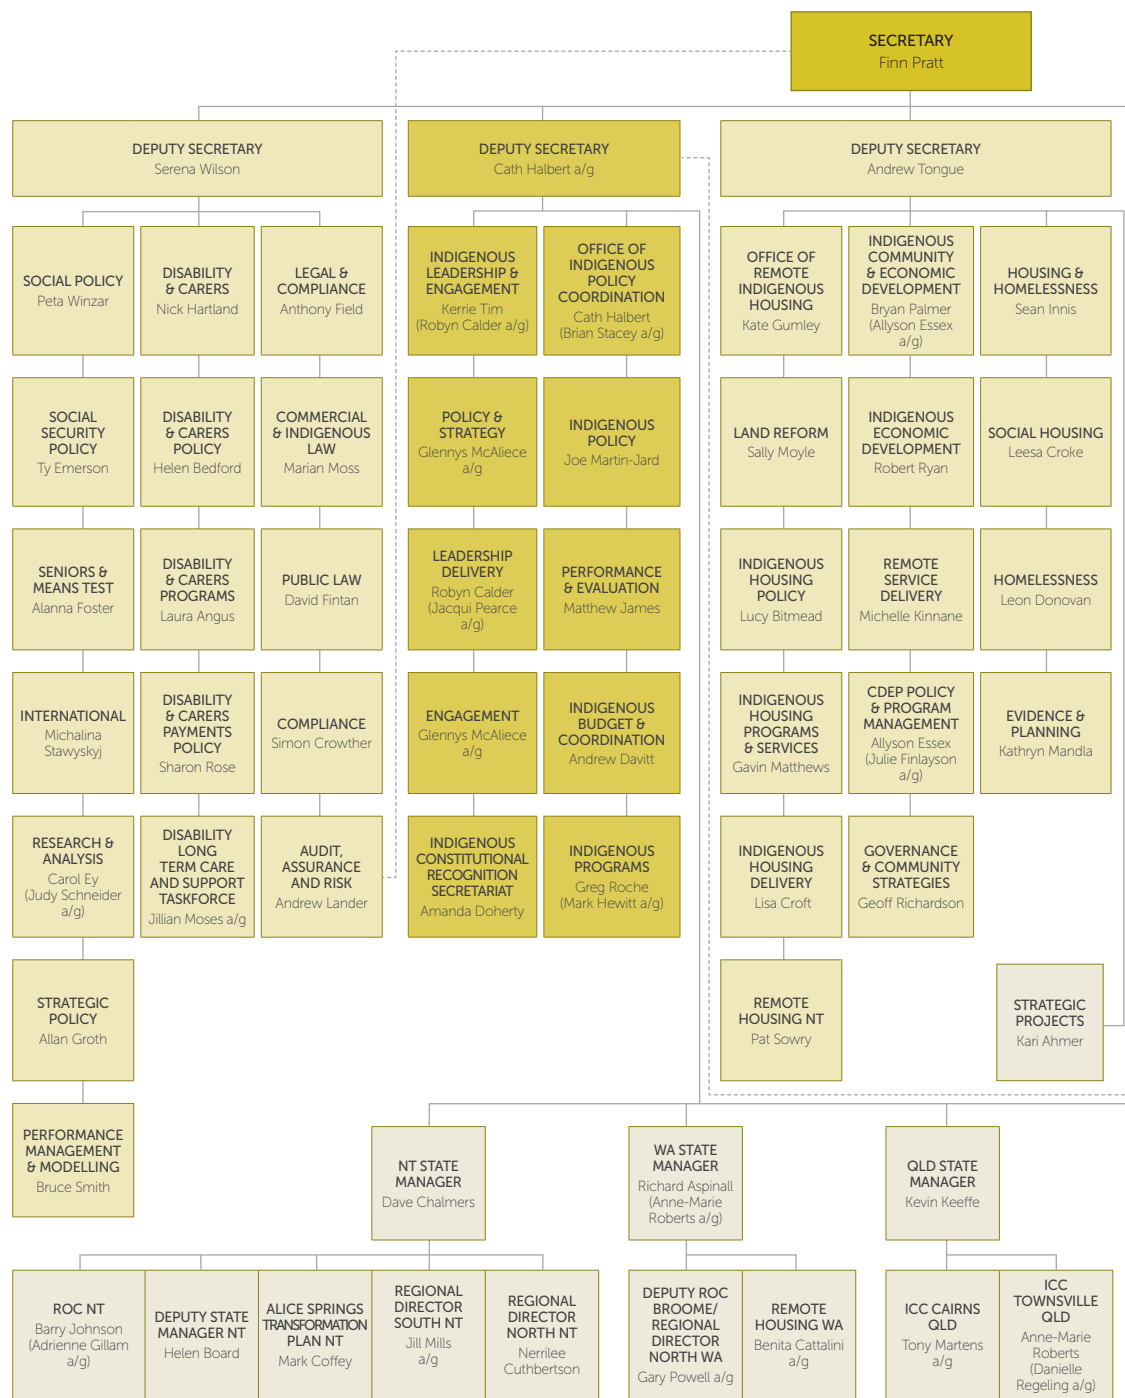 SECRETARY
Finn Pratt
DEPUTY SECRETARY
Serena Wilson
DEPUTY SECRETARY
Cath Halbert a/g
DEPUTY SECRETARY
Andrew Tongue
SOCIAL POLICY
Peta Winzar
DISABILITY
& CARERS
Nick Hartland
LEGAL &
COMPLIANCE
Anthony Field
INDIGENOUS
LEADERSHIP &
ENGAGEMENT
Kerrie Tim
(Robyn Calder a/g)
OFFICE OF
INDIGENOUS
POLICY
COORDINATION
Cath Halbert
(Brian Stacey a/g)
OFFICE OF
REMOTE
INDIGENOUS
HOUSING
Kate Gumley
INDIGENOUS
COMMUNITY
& ECONOMIC
DEVELOPMENT
Bryan Palmer
(Allyson Essex
a/g)
HOUSING &
HOMELESSNESS
Sean Innis
SOCIAL
SECURITY
POLICY
Ty Emerson
DISABILITY
& CARERS
POLICY
Helen Bedford
COMMERCIAL
& INDIGENOUS
LAW
Marian Moss
POLICY &
STRATEGY
Glennys McAliece
a/g
INDIGENOUS
POLICY
Joe Martin-Jard
LAND REFORM
Sally Moyle
INDIGENOUS
ECONOMIC
DEVELOPMENT
Robert Ryan
SOCIAL HOUSING
Leesa Croke
SENIORS &
MEANS TEST
Alanna Foster
DISABILITY
& CARERS
PROGRAMS
Laura Angus
PUBLIC LAW
David Fintan
LEADERSHIP
DELIVERY
Robyn Calder
(Jacqui Pearce
a/g)
PERFORMANCE
& EVALUATION
Matthew James
INDIGENOUS
HOUSING
POLICY
Lucy Bitmead
REMOTE
SERVICE
DELIVERY
Michelle Kinnane
HOMELESSNESS
Leon Donovan
INTERNATIONAL
Michalina
Stawyskyj
DISABILITY
& CARERS
PAYMENTS
POLICY
Sharon Rose
COMPLIANCE
Simon Crowther
ENGAGEMENT
Glennys McAliece
a/g
INDIGENOUS
BUDGET &
COORDINATION
Andrew Davitt
INDIGENOUS
HOUSING
PROGRAMS
& SERVICES
Gavin Matthews
CDEP POLICY
& PROGRAM
MANAGEMENT
Allyson Essex
(Julie Finlayson
a/g)
EVIDENCE &
PLANNING
Kathryn Mandla
RESEARCH &
ANALYSIS
Carol Ey
(Judy Schneider
a/g)
DISABILITY
LONG
TERM CARE
AND SUPPORT
TASKFORCE
Jillian Moses a/g
AUDIT,
ASSURANCE
AND RISK
Andrew Lander
INDIGENOUS
CONSTITUTIONAL
RECOGNITION
SECRETARIAT
Amanda Doherty
INDIGENOUS
PROGRAMS
Greg Roche
(Mark Hewitt a/g)
INDIGENOUS
HOUSING
DELIVERY
Lisa Croft
GOVERNANCE
& COMMUNITY
STRATEGIES
Geoff Richardson
STRATEGIC
POLICY
Allan Groth
REMOTE
HOUSING NT
Pat Sowry
STRATEGIC
PROJECTS
Kari Ahmer
PERFORMANCE
MANAGEMENT
& MODELLING
Bruce Smith
NT STATE
MANAGER
Dave Chalmers
WA STATE
MANAGER
Richard Aspinall
(Anne-Marie
Roberts a/g)
QLD STATE
MANAGER
Kevin Keeffe
ROC NT
Barry Johnson
(Adrienne Gillam
a/g)
DEPUTY STATE
MANAGER NT
Helen Board
ALICE SPRINGS
TRANSFORMATION
PLAN NT
Mark Coffey
REGIONAL
DIRECTOR
SOUTH NT
Jill Mills
a/g
REGIONAL
DIRECTOR
NORTH NT
Nerrilee
Cuthbertson
DEPUTY ROC
BROOME/
REGIONAL
DIRECTOR
NORTH WA
Gary Powell a/g
REMOTE
HOUSING WA
Benita Cattalini
a/g
ICC CAIRNS
QLD
Tony Martens
a/g
ICC
TOWNSVILLE
QLD
Anne-Marie
Roberts
(Danielle
Regeling a/g)